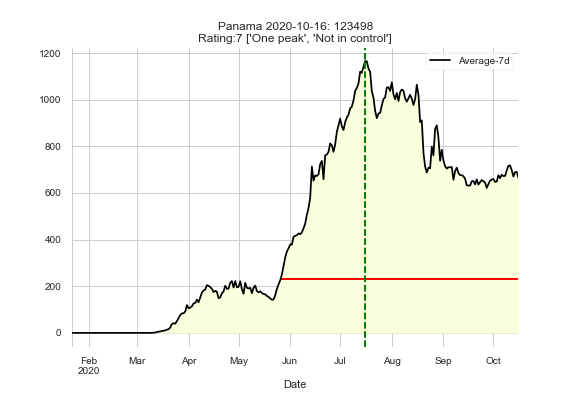 Panama 2020-10-16: 123498
Rating:7 ['One peak', 'Not in control']
Average-7d
1200
1000
800
600
400
200
0
Feb Mar Apr May Jun Jul Aug Sep Oct
2020
Date